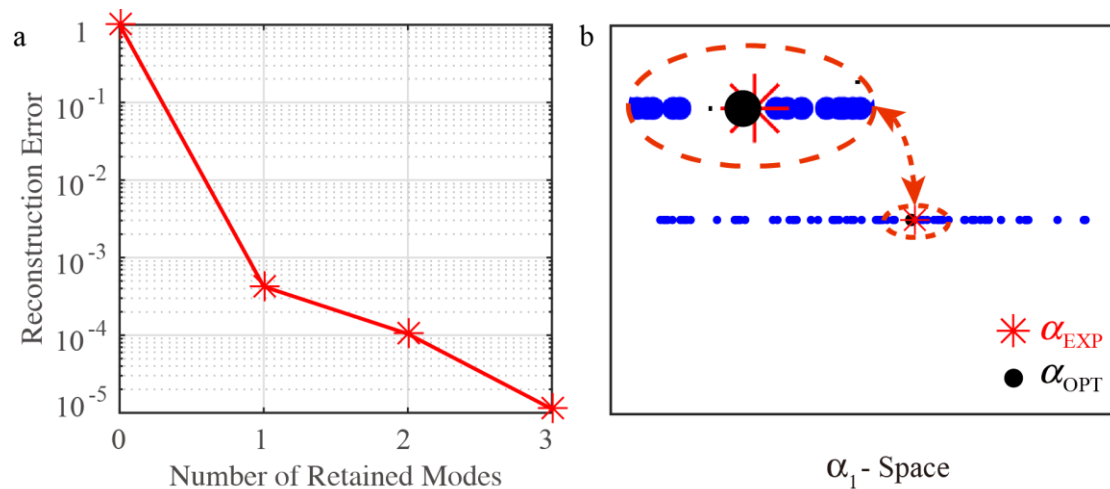 a
1
10^-1
10^-2
10^-3
10^-4
10^-5
Reconstruction Error
0 1 2 3
Number of Retained Modes
b
α_EXP
α_OPT
α_1 - Space